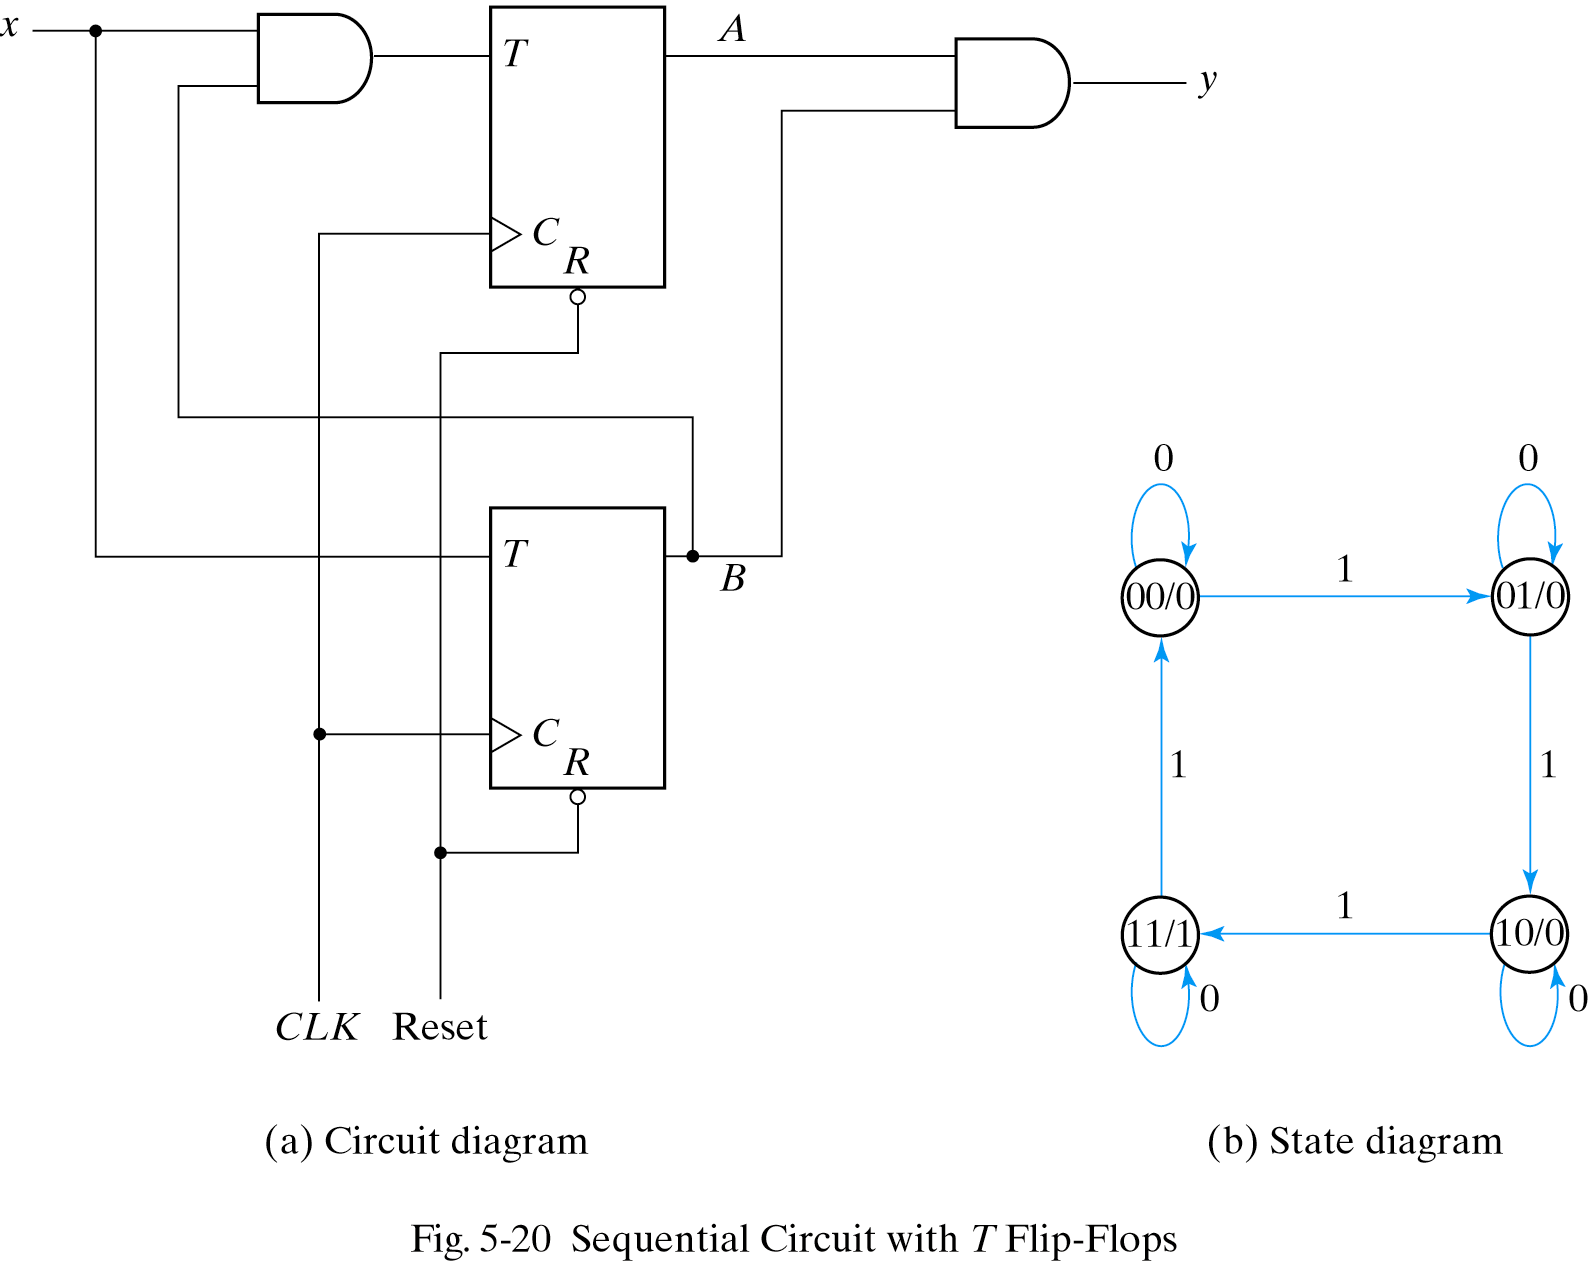 x
T
A
y
C
R
T
B
C
R
CLK Reset
0 0
00/0 1 01/0
1 1
11/1 1 10/0
0 0
(a) Circuit diagram
(b) State diagram
Fig. 5-20 Sequential Circuit with T Flip-Flops